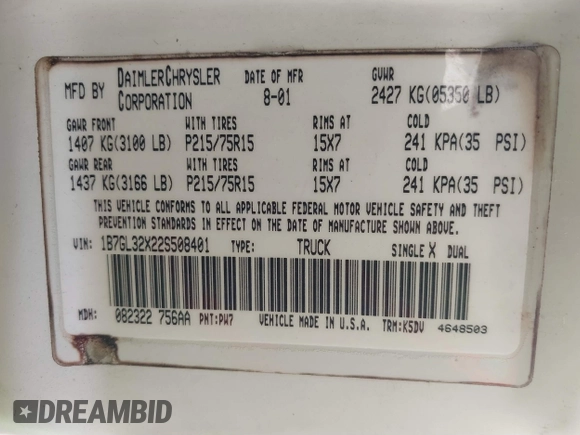 MFD BY DAIMLERCHRYSLER CORPORATION DATE OF MFR 8-01 GVWR 2427 KG(05350 LB)
GAWR FRONT WITH TIRES RIMS AT COLD
1407 KG(3100 LB) P215/75R15 15X7 241 KPA(35 PSI)
GAWR REAR WITH TIRES RIMS AT COLD
1437 KG(3166 LB) P215/75R15 15X7 241 KPA(35 PSI)
THIS VEHICLE CONFORMS TO ALL APPLICABLE FEDERAL MOTOR VEHICLE SAFETY AND THEFT
PREVENTION STANDARDS IN EFFECT ON THE DATE OF MANUFACTURE SHOWN ABOVE.
VIN: 1B7GL32X22S508401 TYPE: TRUCK SINGLE X DUAL
MDH: 082322 756AA PNT:PW7 VEHICLE MADE IN U.S.A. TRM:K5DV 4648503
DREAMBID